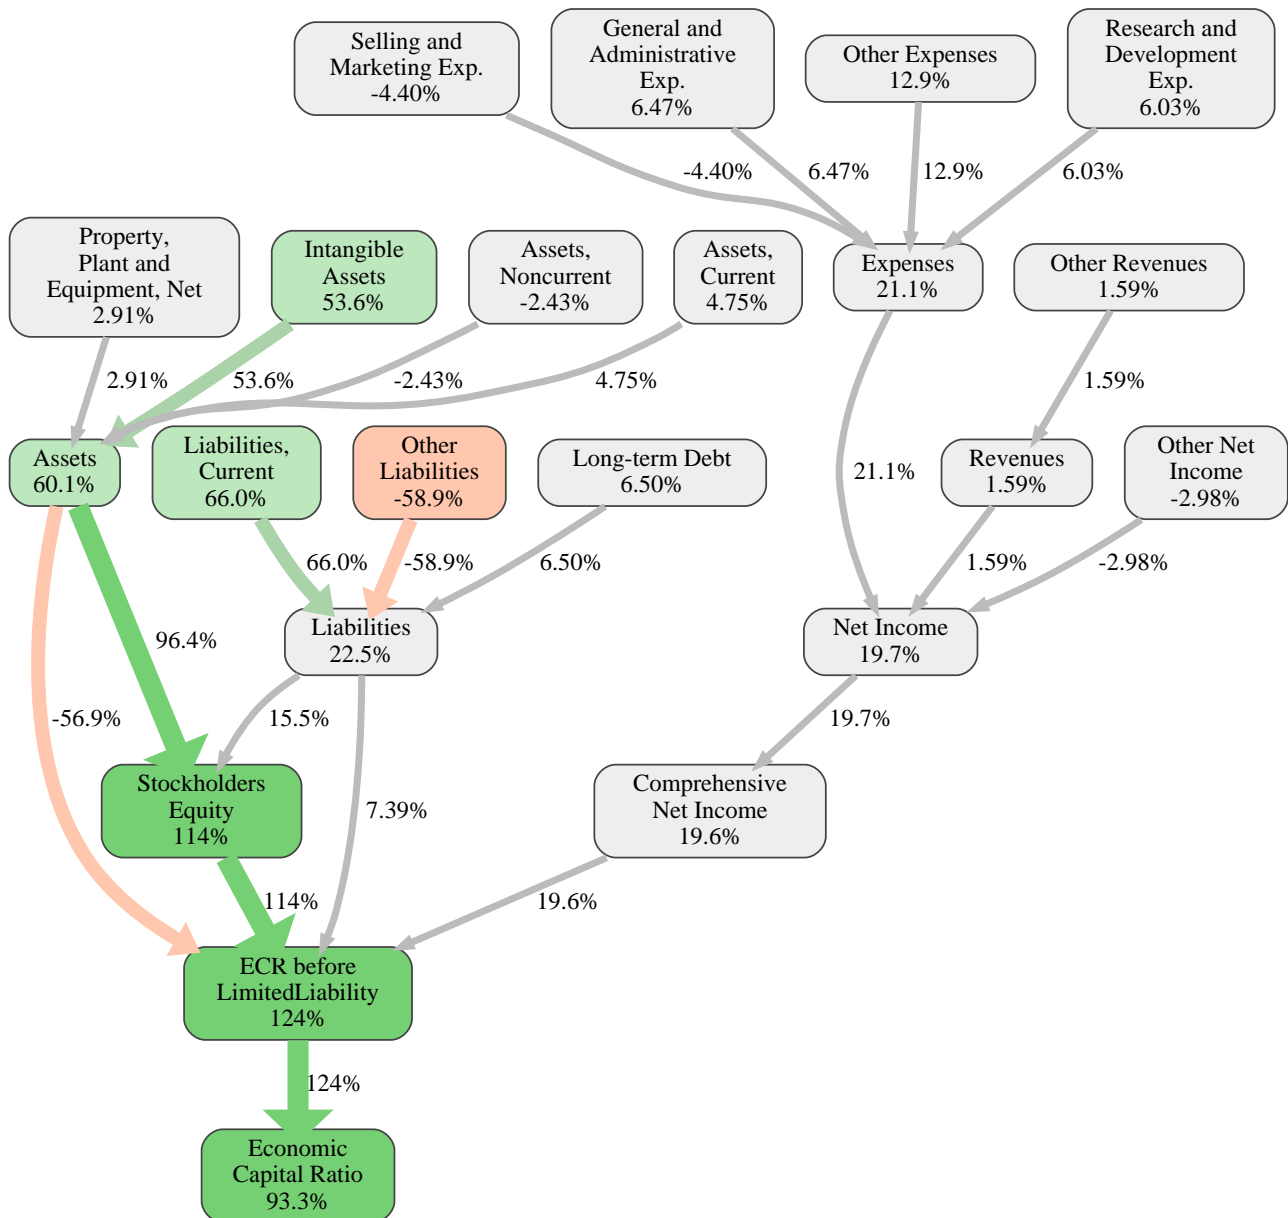 Selling and
Marketing Exp.
-4.40%
General and
Administrative
Exp.
6.47%
Other Expenses
12.9%
Research and
Development
Exp.
6.03%
-4.40%
6.47%
12.9%
6.03%
Property,
Plant and
Equipment, Net
2.91%
Intangible
Assets
53.6%
Assets,
Noncurrent
-2.43%
Assets,
Current
4.75%
Expenses
21.1%
Other Revenues
1.59%
2.91%
53.6%
-2.43%
4.75%
1.59%
Assets
60.1%
Liabilities,
Current
66.0%
Other
Liabilities
-58.9%
Long-term Debt
6.50%
21.1%
Revenues
1.59%
Other Net
Income
-2.98%
66.0%
-58.9%
6.50%
1.59%
-2.98%
Liabilities
22.5%
Net Income
19.7%
96.4%
-56.9%
15.5%
19.7%
Stockholders
Equity
114%
7.39%
Comprehensive
Net Income
19.6%
114%
19.6%
ECR before
LimitedLiability
124%
124%
Economic
Capital Ratio
93.3%